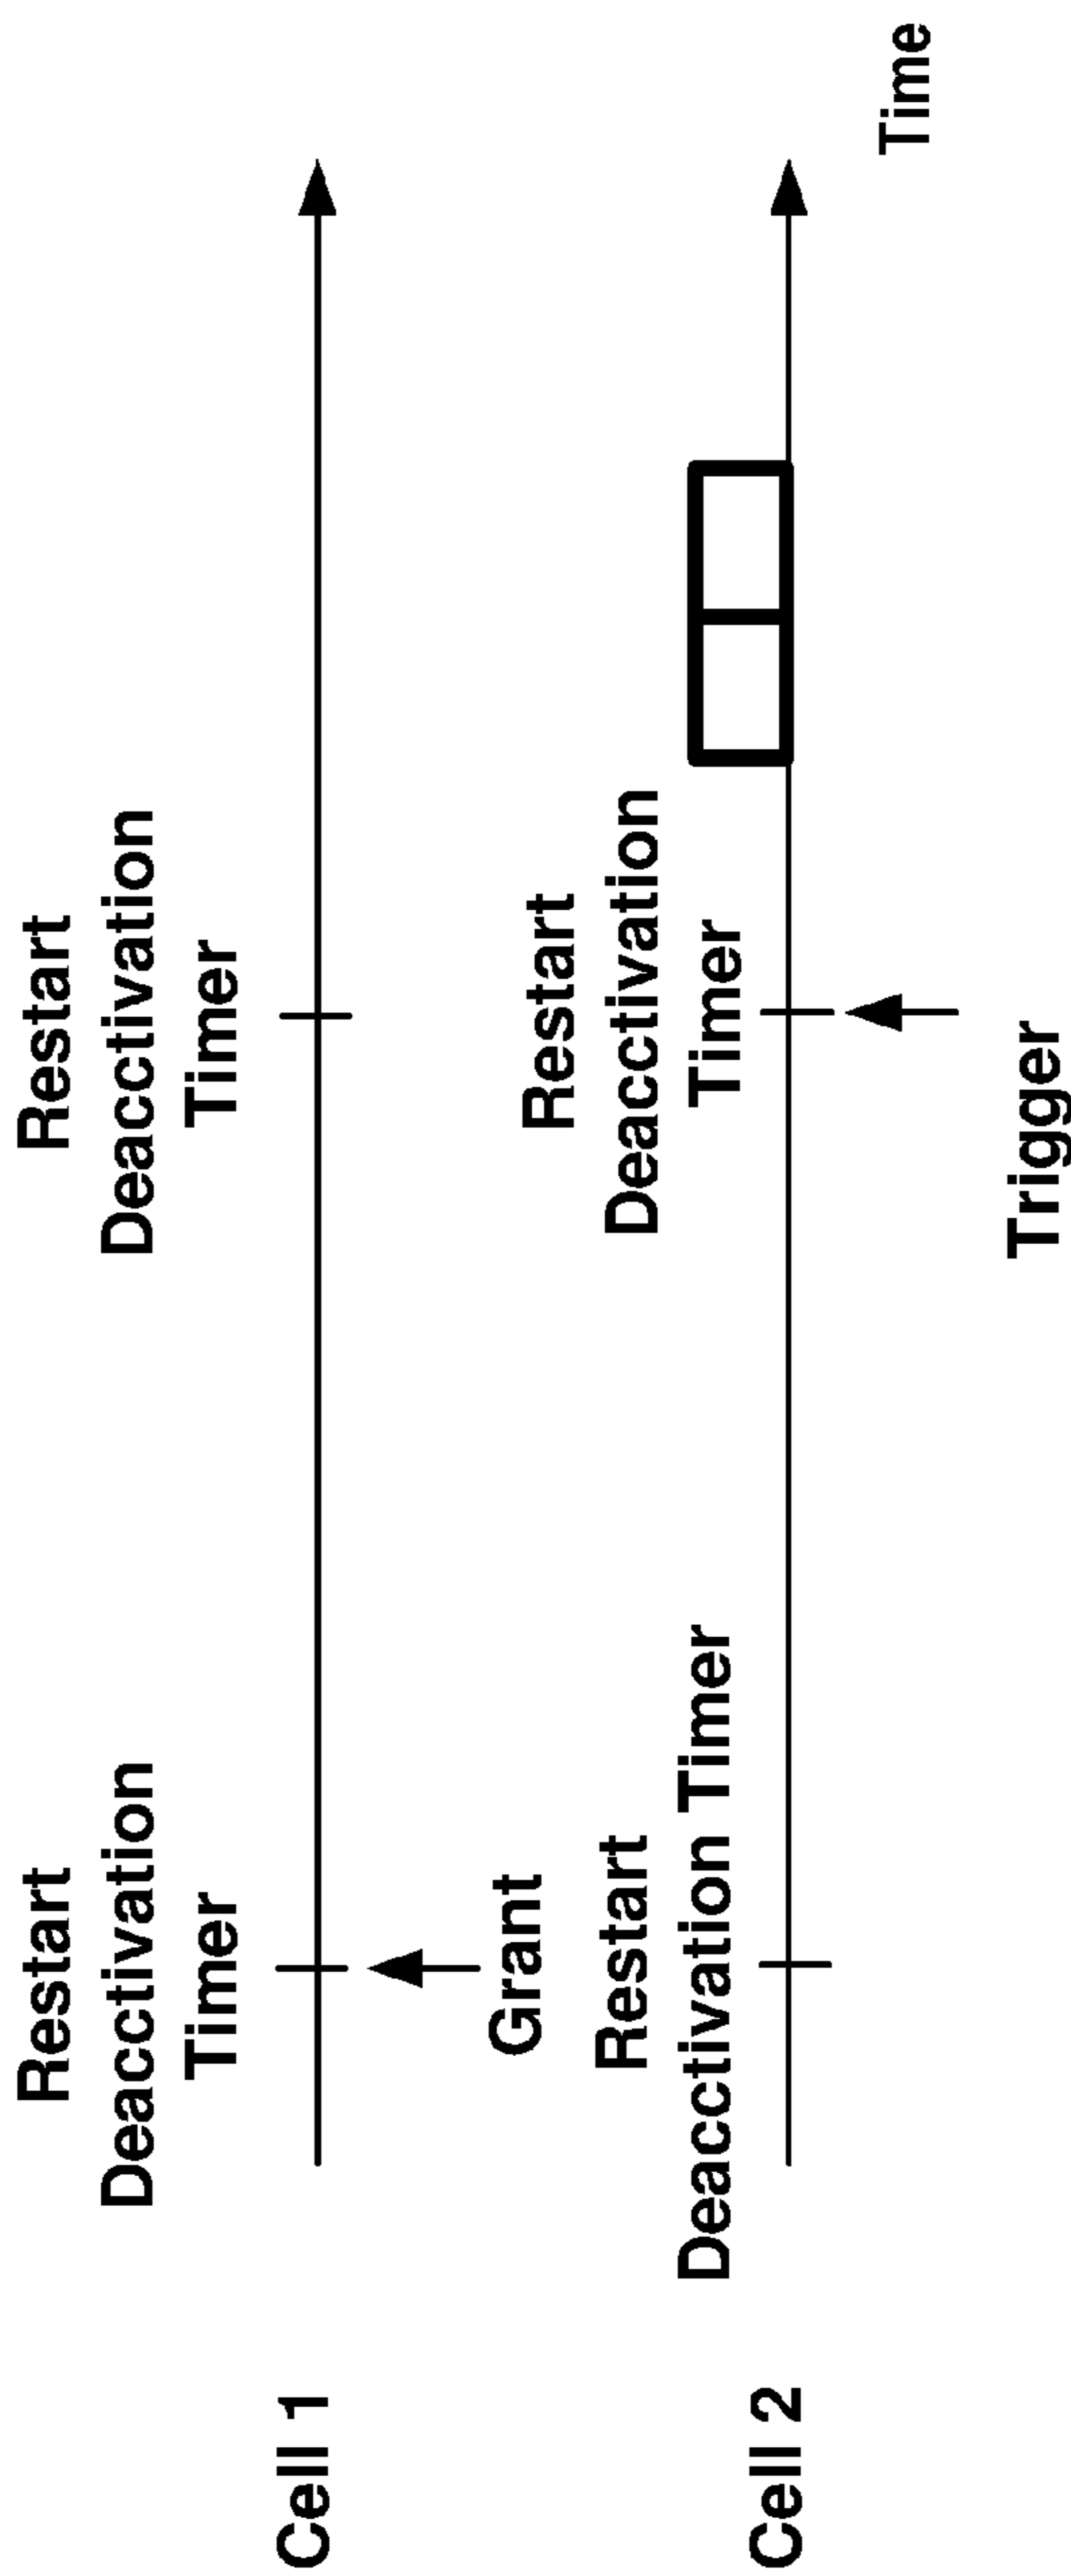 Restart
Deacctivation
Timer
Restart
Deacctivation
Timer
Cell 1
Grant
Restart
Deacctivation Timer
Restart
Deacctivation
Timer
Cell 2
Time
Trigger